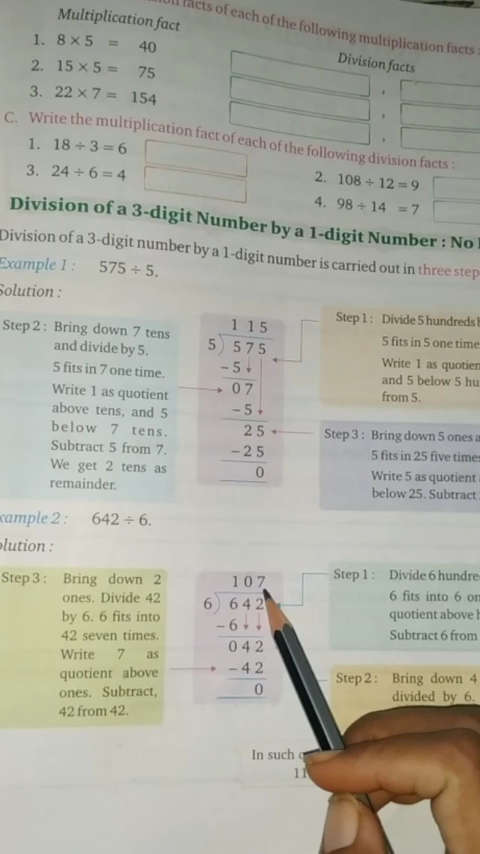 facts of each of the following multiplication facts :
Multiplication fact
Division facts
1. 8 × 5 = 40
,
2. 15 × 5 = 75
,
3. 22 × 7 = 154
,
C. Write the multiplication fact of each of the following division facts :
1. 18 ÷ 3 = 6
2. 108 ÷ 12 = 9
3. 24 ÷ 6 = 4
4. 98 ÷ 14 = 7
Division of a 3-digit Number by a 1-digit Number : No
Division of a 3-digit number by a 1-digit number is carried out in three step
Example 1 : 575 ÷ 5.
Solution :
Step 2 : Bring down 7 tens
and divide by 5.
5 fits in 7 one time.
Write 1 as quotient
above tens, and 5
below 7 tens.
Subtract 5 from 7.
We get 2 tens as
remainder.
1 1 5
5 ) 5 7 5
– 5
0 7
– 5
2 5
– 2 5
0
Step 1 : Divide 5 hundreds
5 fits in 5 one time
Write 1 as quotien
and 5 below 5 hu
from 5.
Step 3 : Bring down 5 ones a
5 fits in 25 five time
Write 5 as quotient
below 25. Subtract
xample 2 : 642 ÷ 6.
olution :
Step 3 : Bring down 2
ones. Divide 42
by 6. 6 fits into
42 seven times.
Write 7 as
quotient above
ones. Subtract,
42 from 42.
1 0 7
6 ) 6 4 2
– 6
0 4 2
– 4 2
0
Step 1 : Divide 6 hundre
6 fits into 6 on
quotient above h
Subtract 6 from
Step 2 : Bring down 4
divided by 6.
In such
11